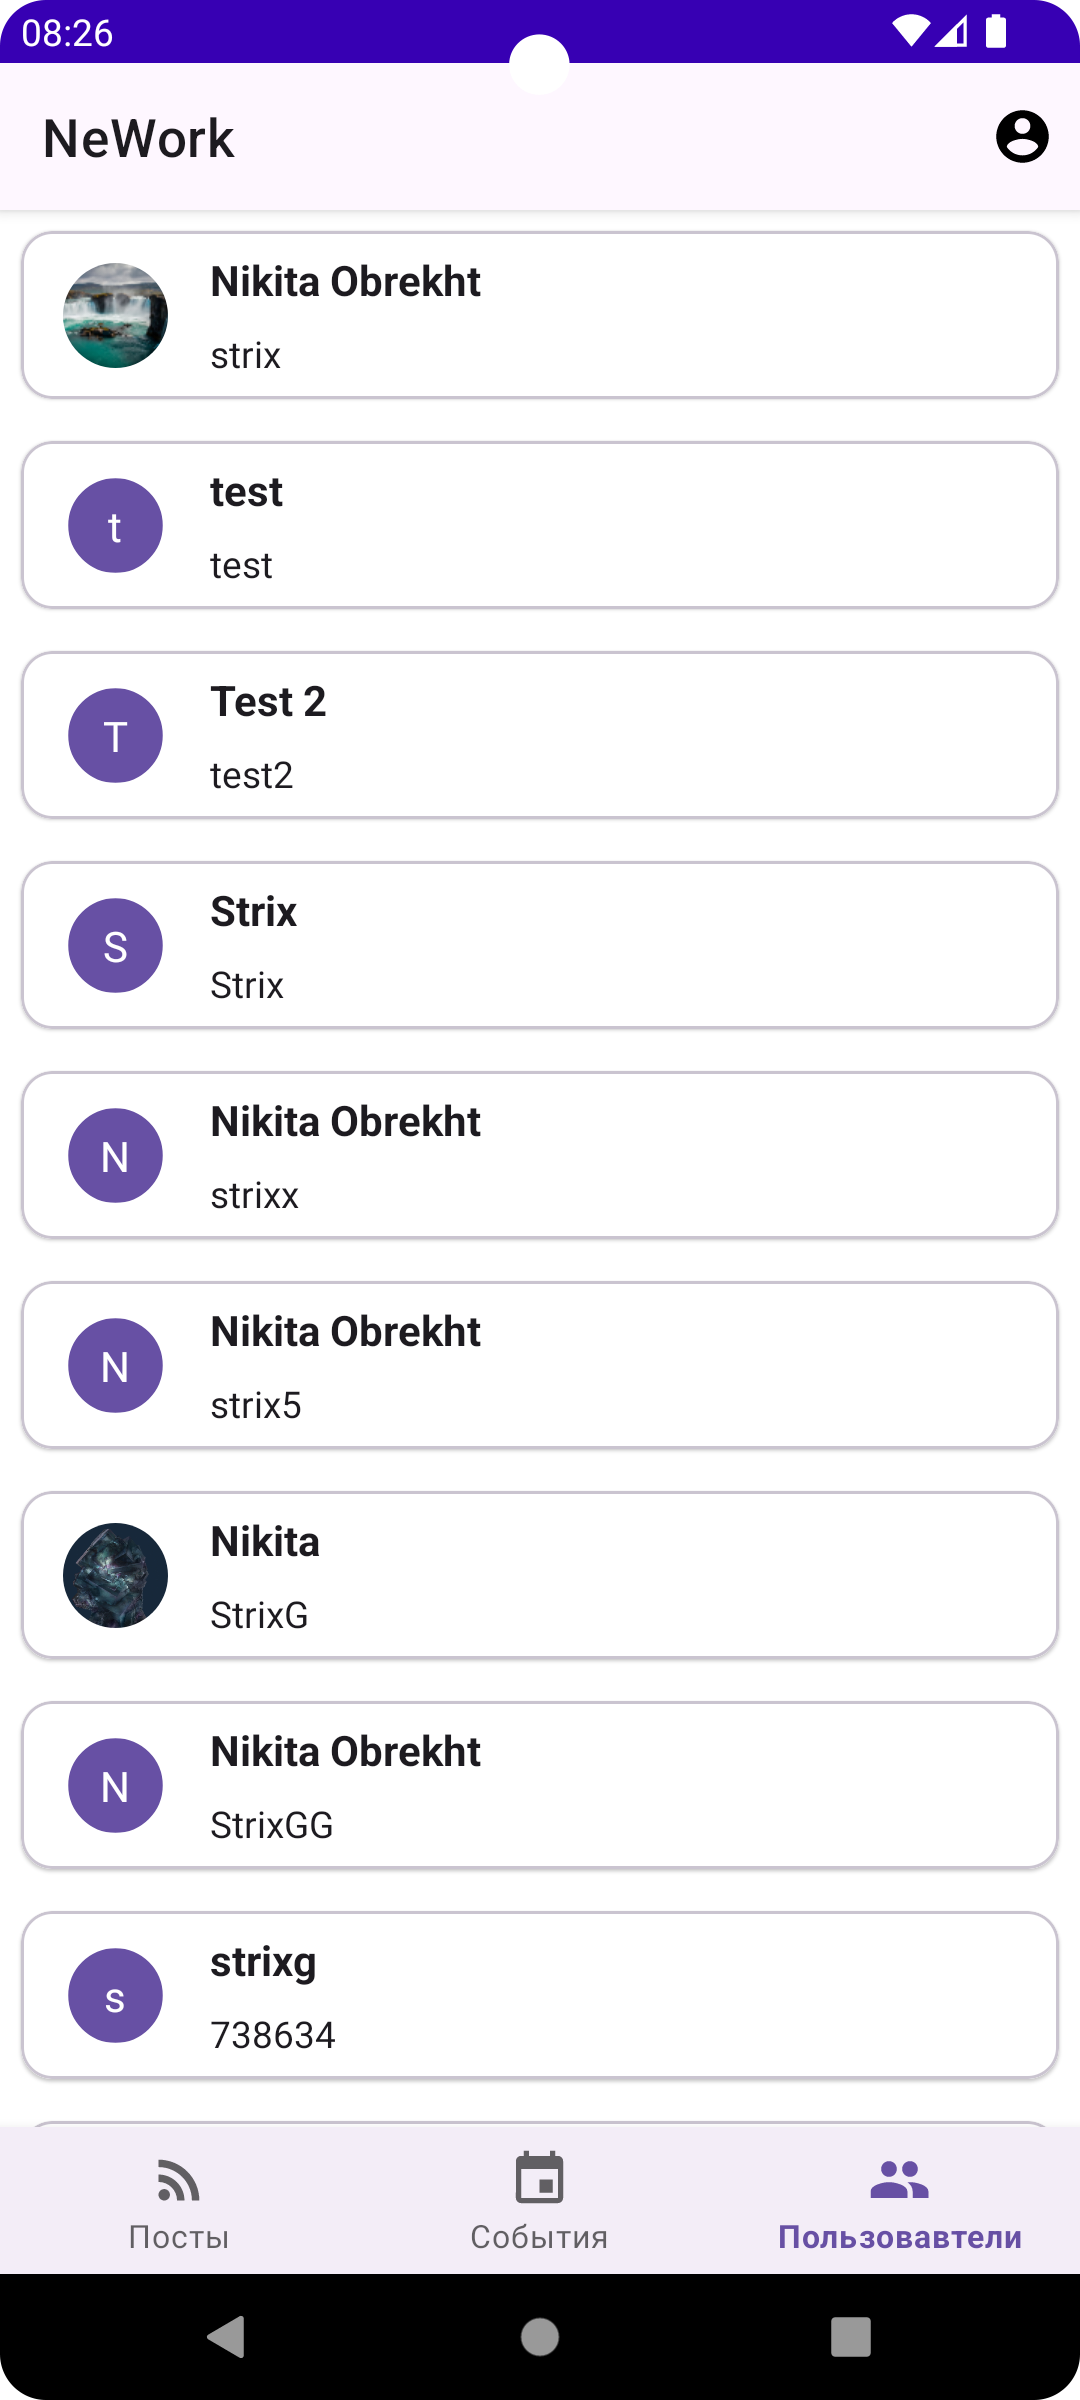 08:26
NeWork
Nikita Obrekht
strix
t
test
test
T
Test 2
test2
S
Strix
Strix
N
Nikita Obrekht
strixx
N
Nikita Obrekht
strix5
Nikita
StrixG
N
Nikita Obrekht
StrixGG
s
strixg
738634
Посты
События
Пользовавтели